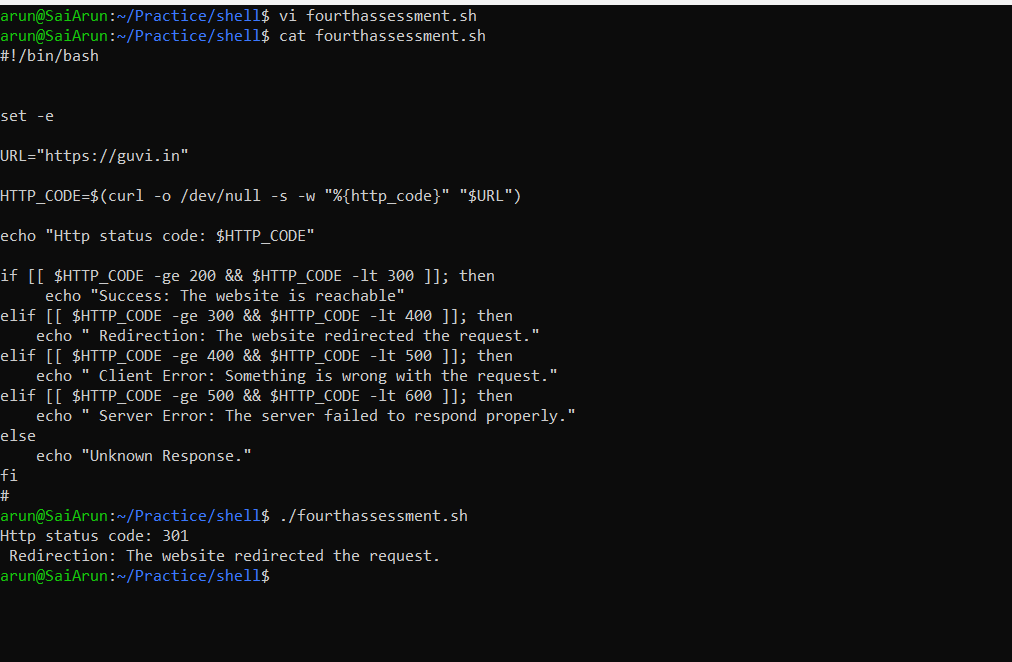 arun@SaiArun:~/Practice/shell$ vi fourthassessment.sh
arun@SaiArun:~/Practice/shell$ cat fourthassessment.sh
#!/bin/bash
set -e
URL="https://guvi.in"
HTTP_CODE=$(curl -o /dev/null -s -w "%{http_code}" "$URL")
echo "Http status code: $HTTP_CODE"
if [[ $HTTP_CODE -ge 200 && $HTTP_CODE -lt 300 ]]; then
     echo "Success: The website is reachable"
elif [[ $HTTP_CODE -ge 300 && $HTTP_CODE -lt 400 ]]; then
    echo " Redirection: The website redirected the request."
elif [[ $HTTP_CODE -ge 400 && $HTTP_CODE -lt 500 ]]; then
    echo " Client Error: Something is wrong with the request."
elif [[ $HTTP_CODE -ge 500 && $HTTP_CODE -lt 600 ]]; then
    echo " Server Error: The server failed to respond properly."
else
    echo "Unknown Response."
fi
#
arun@SaiArun:~/Practice/shell$ ./fourthassessment.sh
Http status code: 301
 Redirection: The website redirected the request.
arun@SaiArun:~/Practice/shell$